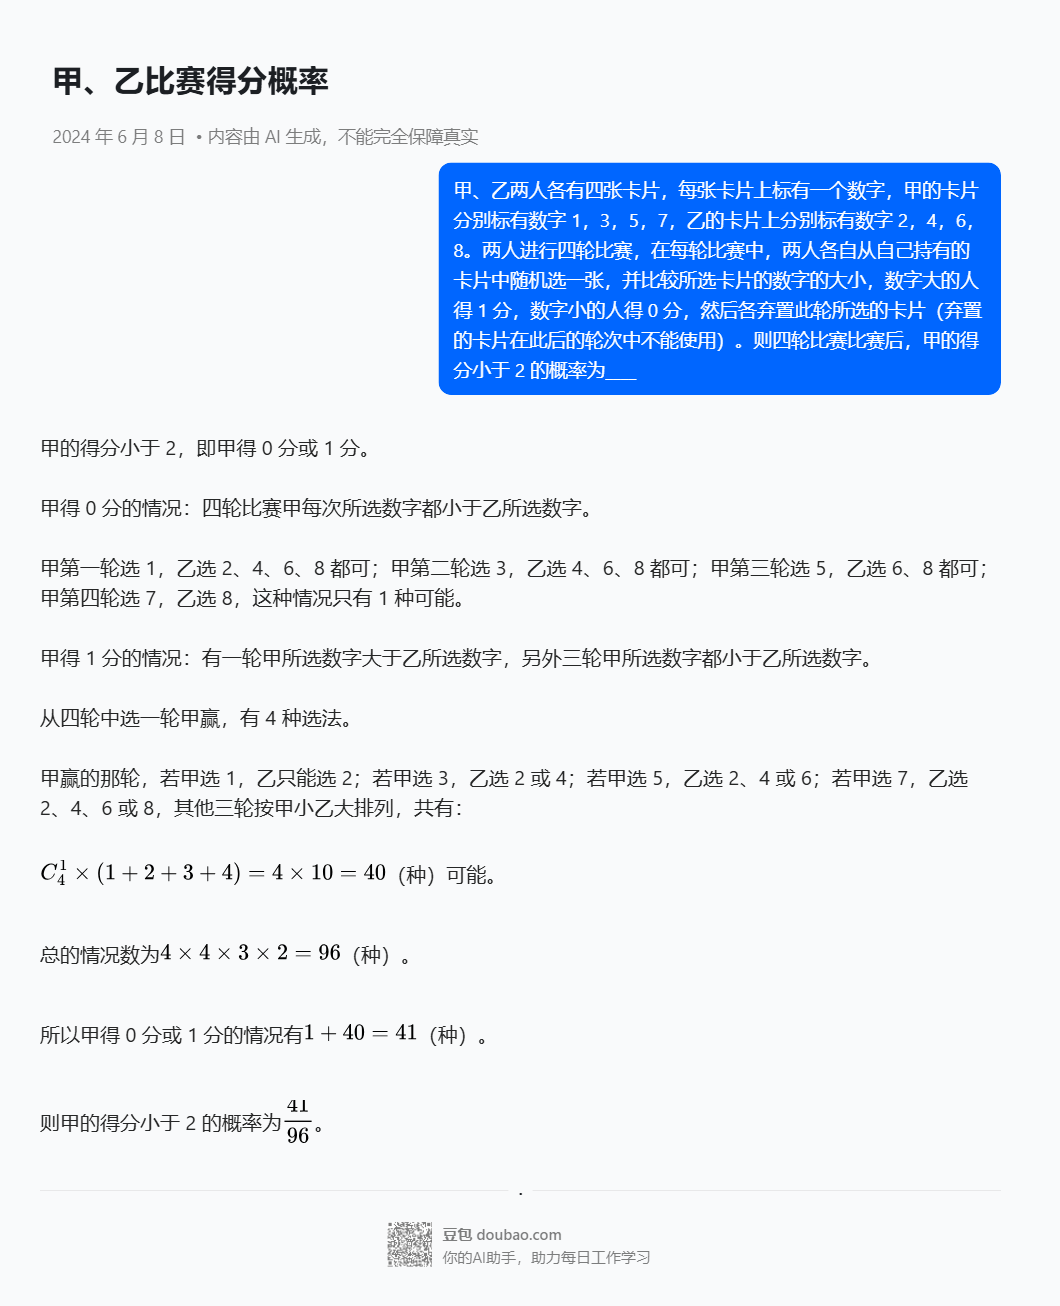 甲、乙比赛得分概率
2024 年 6 月 8 日 • 内容由 AI 生成，不能完全保障真实
甲、乙两人各有四张卡片，每张卡片上标有一个数字，甲的卡片
分别标有数字 1，3，5，7，乙的卡片上分别标有数字 2，4，6，
8。两人进行四轮比赛，在每轮比赛中，两人各自从自己持有的
卡片中随机选一张，并比较所选卡片的数字的大小，数字大的人
得 1 分，数字小的人得 0 分，然后各弃置此轮所选的卡片（弃置
的卡片在此后的轮次中不能使用）。则四轮比赛比赛后，甲的得
分小于 2 的概率为___
甲的得分小于 2，即甲得 0 分或 1 分。
甲得 0 分的情况：四轮比赛甲每次所选数字都小于乙所选数字。
甲第一轮选 1，乙选 2、4、6、8 都可；甲第二轮选 3，乙选 4、6、8 都可；甲第三轮选 5，乙选 6、8 都可；
甲第四轮选 7，乙选 8，这种情况只有 1 种可能。
甲得 1 分的情况：有一轮甲所选数字大于乙所选数字，另外三轮甲所选数字都小于乙所选数字。
从四轮中选一轮甲赢，有 4 种选法。
甲赢的那轮，若甲选 1，乙只能选 2；若甲选 3，乙选 2 或 4；若甲选 5，乙选 2、4 或 6；若甲选 7，乙选
2、4、6 或 8，其他三轮按甲小乙大排列，共有：
$C_4^1 \times (1 + 2 + 3 + 4) = 4 \times 10 = 40$（种）可能。
总的情况数为$4 \times 4 \times 3 \times 2 = 96$（种）。
所以甲得 0 分或 1 分的情况有$1 + 40 = 41$（种）。
则甲的得分小于 2 的概率为$\frac{41}{96}$。
豆包 doubao.com
你的AI助手，助力每日工作学习